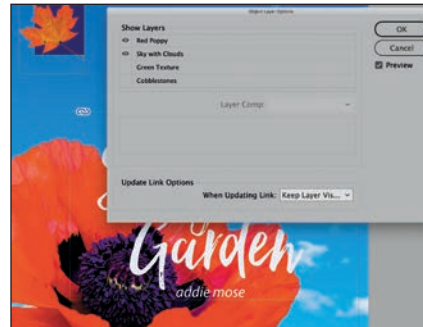 Object Layer Options
Show Layers
Red Poppy
Sky with Clouds
Green Texture
Cobblestones
Layer Comp:
Update Link Options
When Updating Link: Keep Layer Vis...
OK
Cancel
Preview
Garden
addie mose